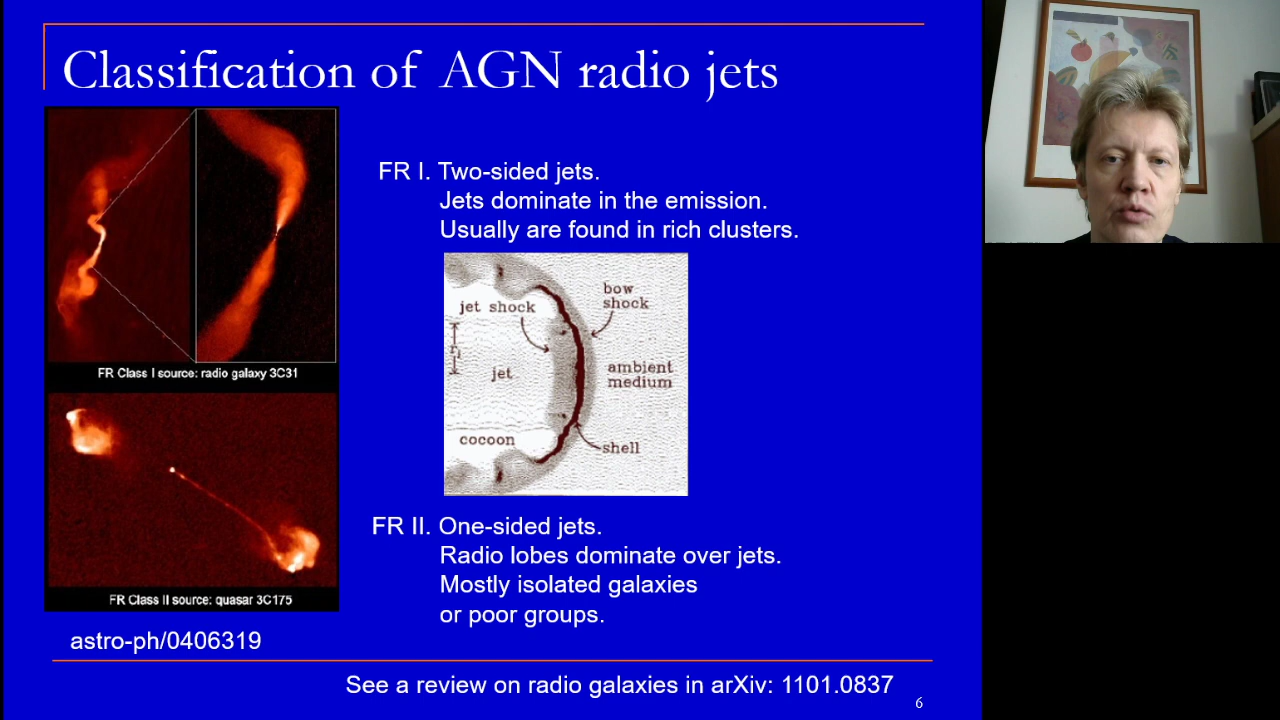 Classification of AGN radio jets
FR Class I source: radio galaxy 3C31
FR Class II source: quasar 3C175
astro-ph/0406319
FR I. Two-sided jets.
Jets dominate in the emission.
Usually are found in rich clusters.
bow
shock
jet shock
jet
ambient
medium
cocoon
shell
FR II. One-sided jets.
Radio lobes dominate over jets.
Mostly isolated galaxies
or poor groups.
See a review on radio galaxies in arXiv: 1101.0837
6